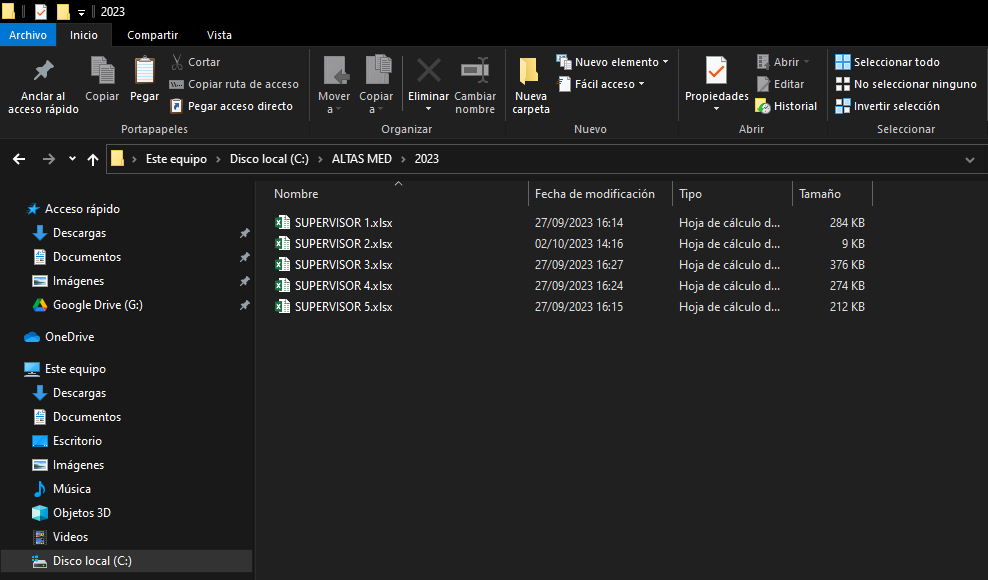 2023
Archivo Inicio Compartir Vista
Anclar al
acceso rápido
Copiar
Pegar
Cortar
Copiar ruta de acceso
Pegar acceso directo
Portapapeles
Mover
a
Copiar
a
Eliminar
Cambiar
nombre
Organizar
Nueva
carpeta
Nuevo elemento
Fácil acceso
Nuevo
Propiedades
Abrir
Editar
Historial
Abrir
Seleccionar todo
No seleccionar ninguno
Invertir selección
Seleccionar
Este equipo > Disco local (C:) > ALTAS MED > 2023
Acceso rápido
Descargas
Documentos
Imágenes
Google Drive (G:)
OneDrive
Este equipo
Descargas
Documentos
Escritorio
Imágenes
Música
Objetos 3D
Videos
Disco local (C:)
Nombre Fecha de modificación Tipo Tamaño
SUPERVISOR 1.xlsx 27/09/2023 16:14 Hoja de cálculo d... 284 KB
SUPERVISOR 2.xlsx 02/10/2023 14:16 Hoja de cálculo d... 9 KB
SUPERVISOR 3.xlsx 27/09/2023 16:27 Hoja de cálculo d... 376 KB
SUPERVISOR 4.xlsx 27/09/2023 16:24 Hoja de cálculo d... 274 KB
SUPERVISOR 5.xlsx 27/09/2023 16:15 Hoja de cálculo d... 212 KB